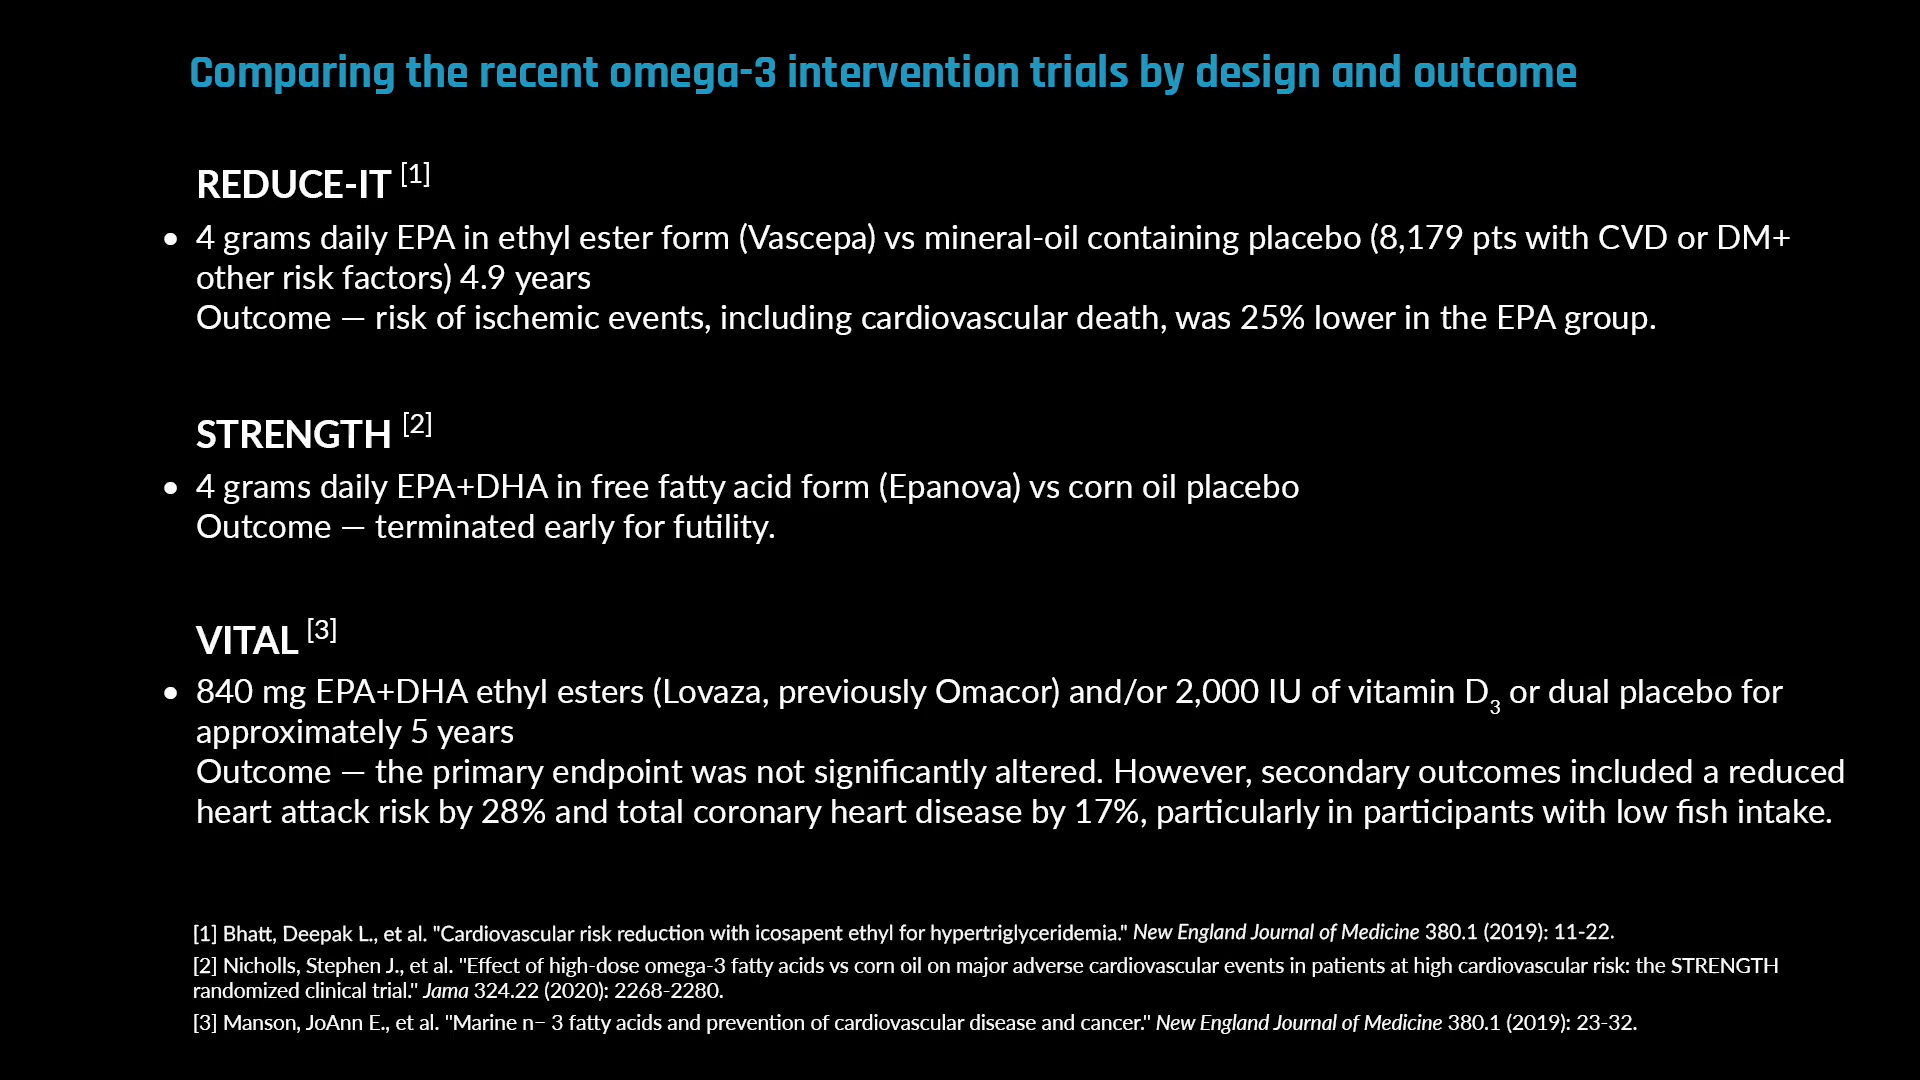 Comparing the recent omega-3 intervention trials by design and outcome
REDUCE-IT [1]
• 4 grams daily EPA in ethyl ester form (Vascepa) vs mineral-oil containing placebo (8,179 pts with CVD or DM+
other risk factors) 4.9 years
Outcome — risk of ischemic events, including cardiovascular death, was 25% lower in the EPA group.
STRENGTH [2]
• 4 grams daily EPA+DHA in free fatty acid form (Epanova) vs corn oil placebo
Outcome — terminated early for futility.
VITAL [3]
• 840 mg EPA+DHA ethyl esters (Lovaza, previously Omacor) and/or 2,000 IU of vitamin D3 or dual placebo for
approximately 5 years
Outcome — the primary endpoint was not significantly altered. However, secondary outcomes included a reduced
heart attack risk by 28% and total coronary heart disease by 17%, particularly in participants with low fish intake.
[1] Bhatt, Deepak L., et al. "Cardiovascular risk reduction with icosapent ethyl for hypertriglyceridemia." New England Journal of Medicine 380.1 (2019): 11-22.
[2] Nicholls, Stephen J., et al. "Effect of high-dose omega-3 fatty acids vs corn oil on major adverse cardiovascular events in patients at high cardiovascular risk: the STRENGTH
randomized clinical trial." Jama 324.22 (2020): 2268-2280.
[3] Manson, JoAnn E., et al. "Marine n− 3 fatty acids and prevention of cardiovascular disease and cancer." New England Journal of Medicine 380.1 (2019): 23-32.